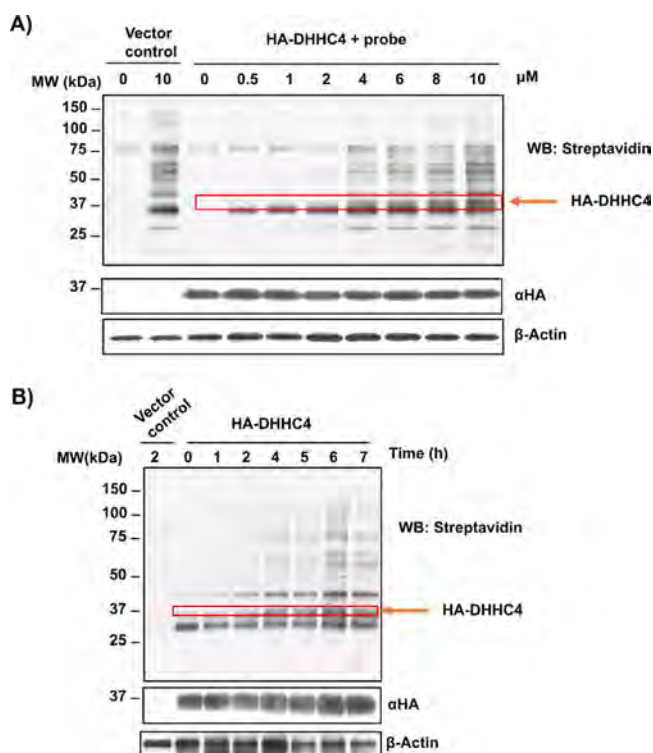 A)
Vector
control
HA-DHHC4 + probe
MW (kDa) 0 10 0 0.5 1 2 4 6 8 10 μM
150
100
75
50
37
25
WB: Streptavidin
HA-DHHC4
37
αHA
β-Actin
B)
Vector
control
HA-DHHC4
MW(kDa) 2 0 1 2 4 5 6 7 Time (h)
150
100
75
50
37
25
WB: Streptavidin
HA-DHHC4
37
αHA
β-Actin